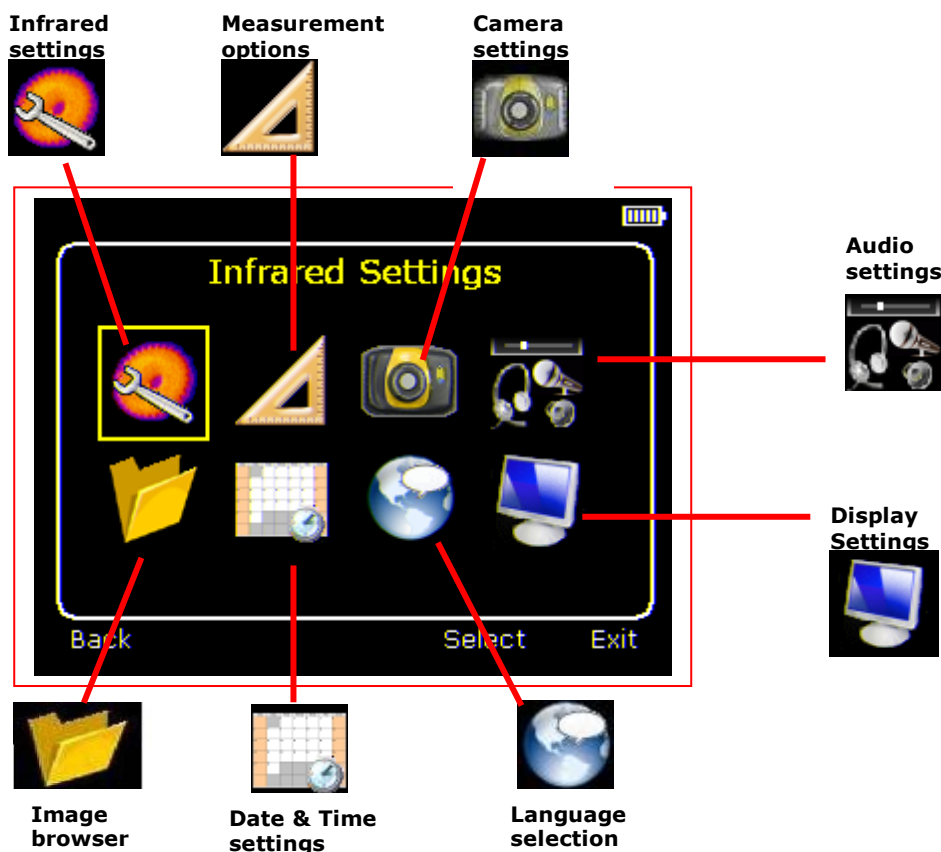 Infrared
settings
Measurement
options
Camera
settings
Infrared Settings
Audio
settings
Display
Settings
Back
Select
Exit
Image
browser
Date & Time
settings
Language
selection